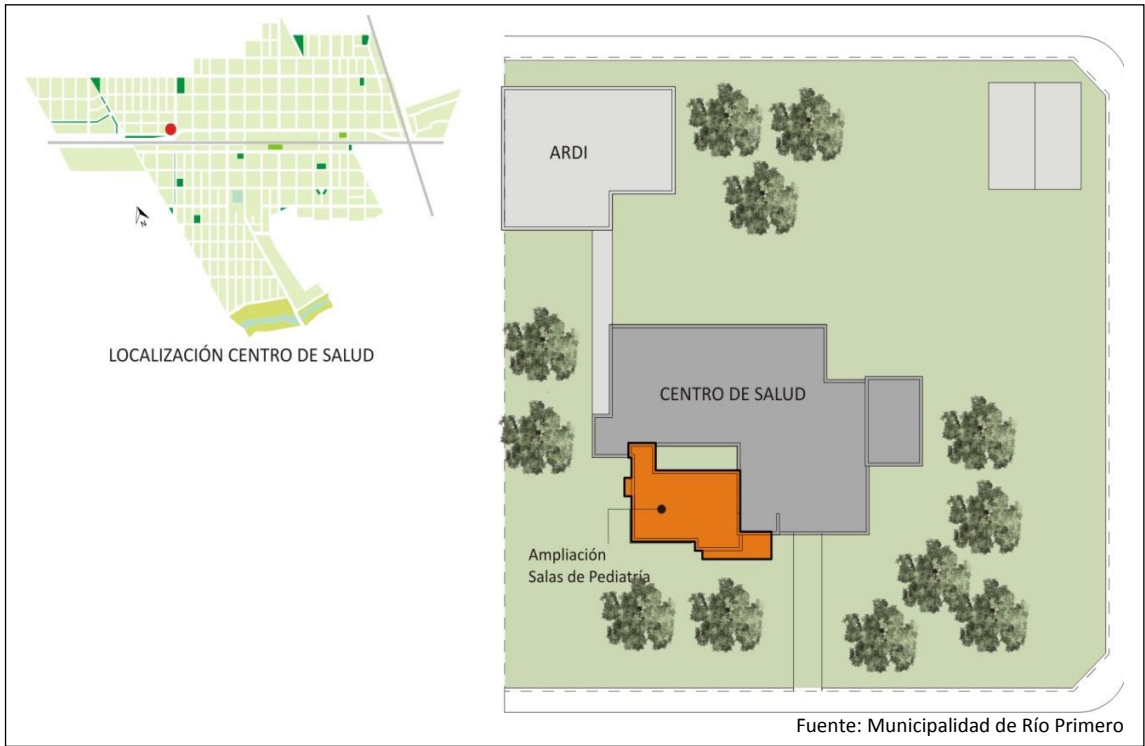 ARDI
N
LOCALIZACIÓN CENTRO DE SALUD
CENTRO DE SALUD
Ampliación
Salas de Pediatría
Fuente: Municipalidad de Río Primero